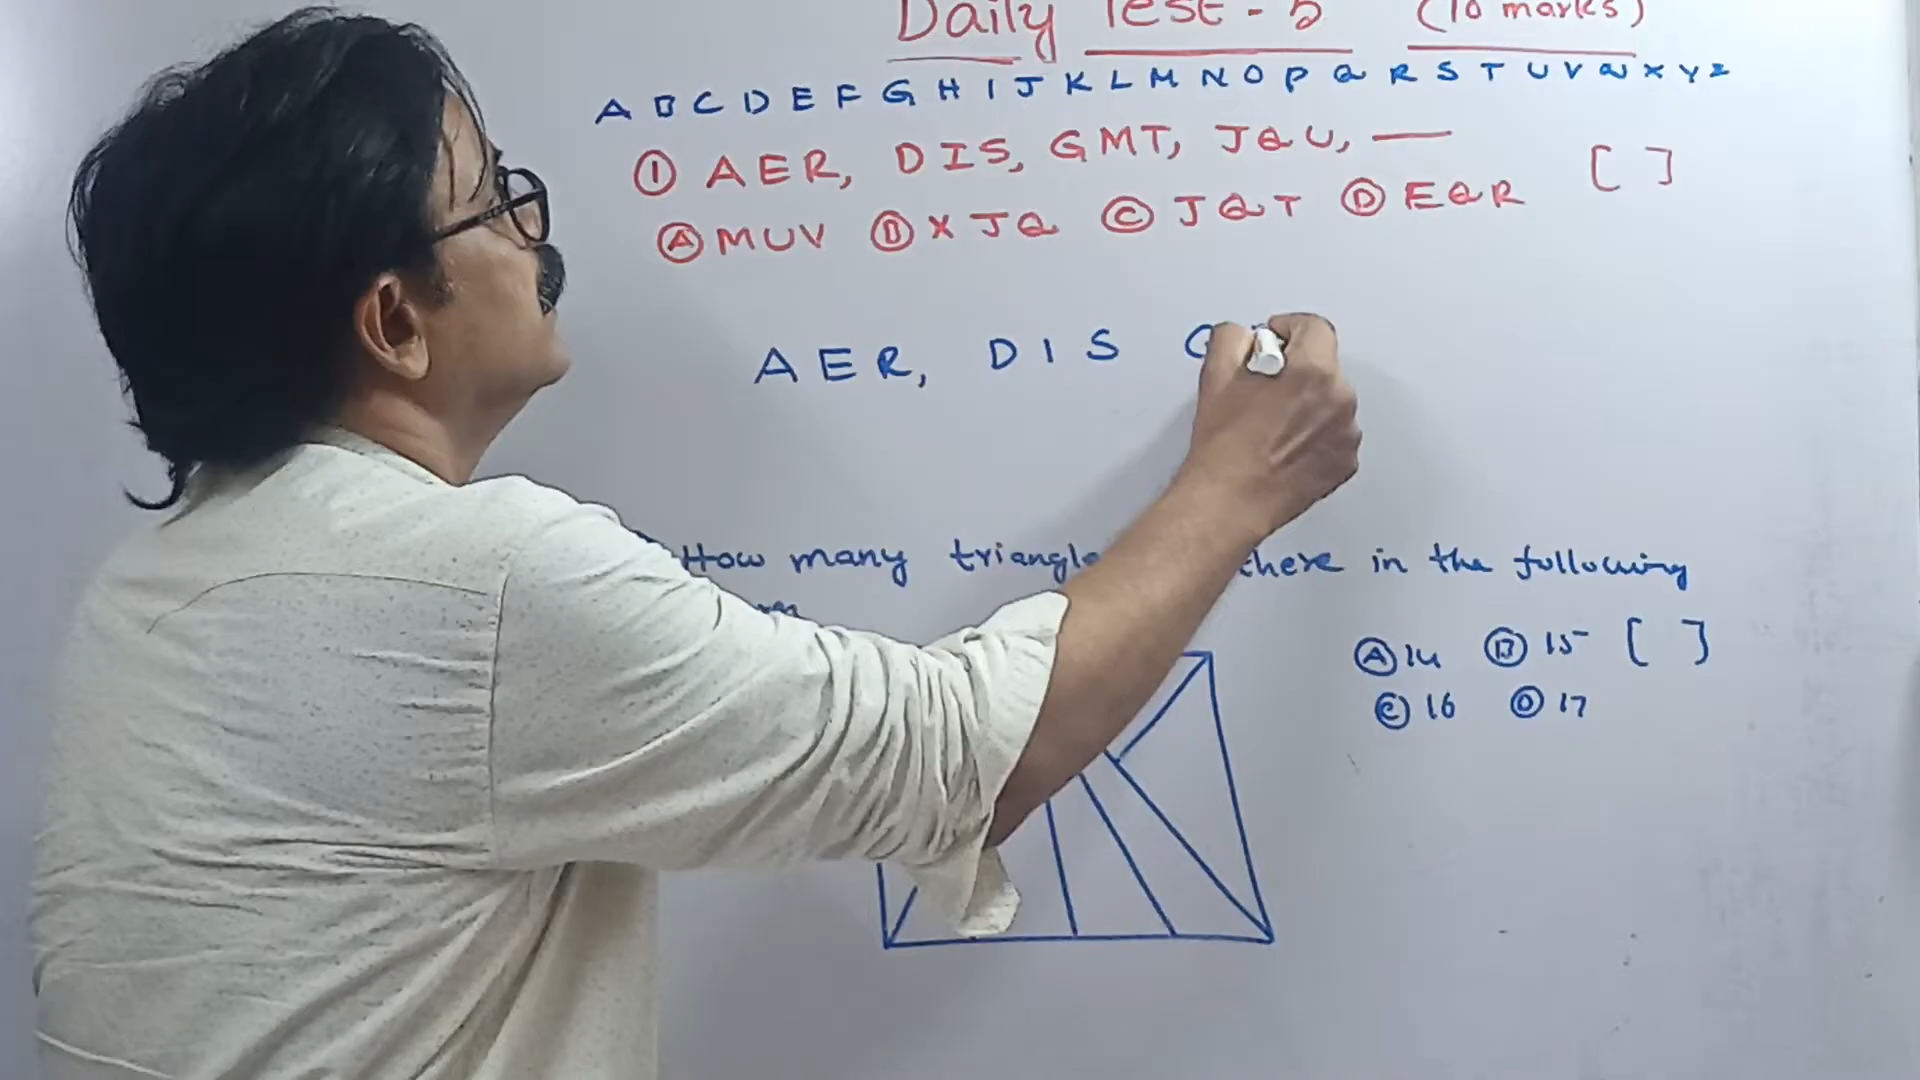 Daily Test - 5 (10 marks)
A B C D E F G H I J K L M N O P Q R S T U V W X Y Z
① AER, DIS, GMT, JQU, —
[ ]
Ⓐ MUV Ⓑ XJQ Ⓒ JQT Ⓓ EQR
AER, DIS
How many there in the following
Ⓐ 14 Ⓑ 15 [ ]
Ⓒ 16 Ⓓ 17